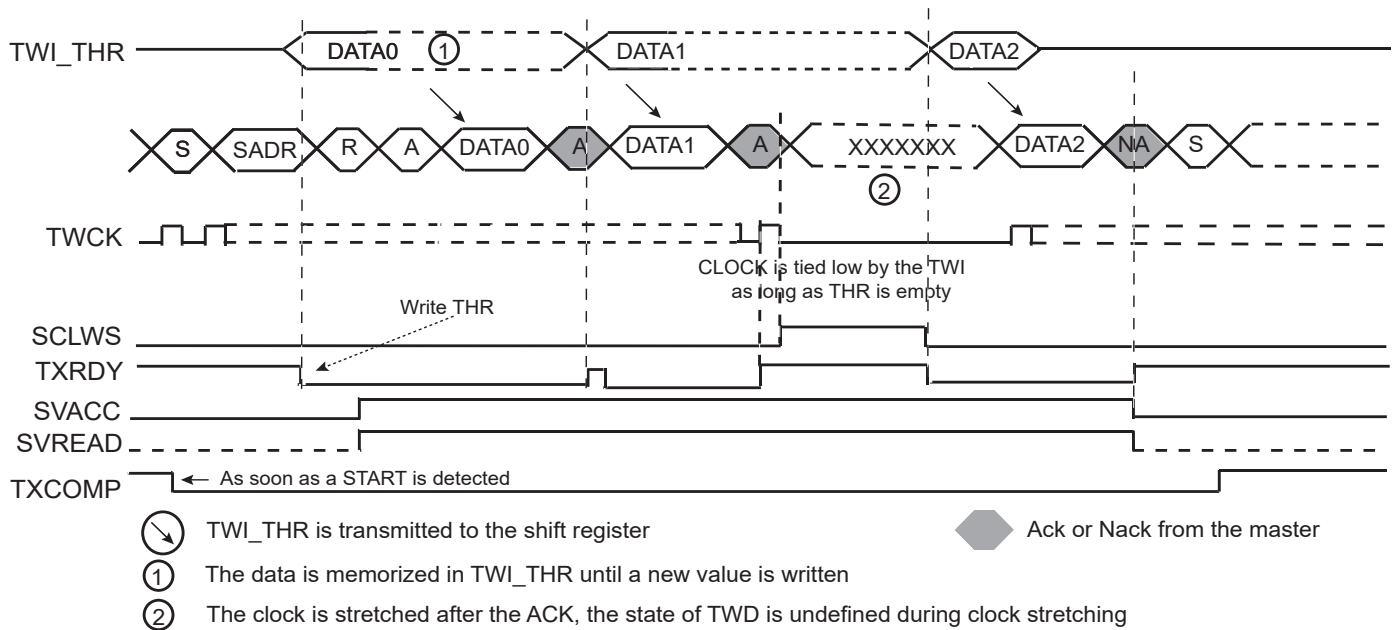 TWI_THR DATA0 1 DATA1 DATA2
S SADR R A DATA0 A DATA1 A XXXXXXX DATA2 NA S
2
TWCK
CLOCK is tied low by the TWI
as long as THR is empty
Write THR
SCLWS
TXRDY
SVACC
SVREAD
TXCOMP As soon as a START is detected
TWI_THR is transmitted to the shift register Ack or Nack from the master
1 The data is memorized in TWI_THR until a new value is written
2 The clock is stretched after the ACK, the state of TWD is undefined during clock stretching